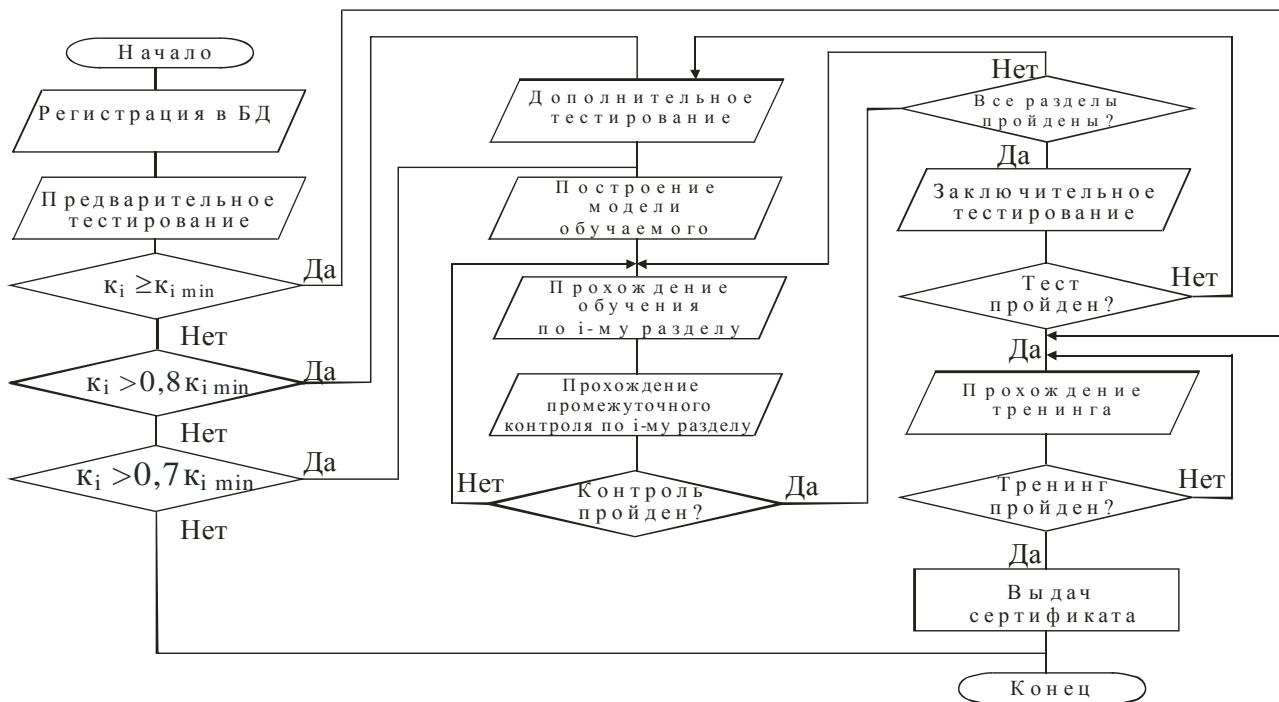 Начало
Регистрация в БД
Предварительное
тестирование
κi ≥κi min
Да
Нет
κi >0,8κi min
Да
Нет
κi >0,7κi min
Да
Нет
Дополнительное
тестирование
Построение
модели
обучаемого
Прохождение
обучения
по i-му разделу
Прохождение
промежуточного
контроля по i-му разделу
Нет
Контроль
пройден?
Да
Нет
Все разделы
пройдены?
Да
Заключительное
тестирование
Тест
пройден?
Нет
Да
Прохождение
тренинга
Тренинг
пройден?
Нет
Да
Выдач
сертификата
Конец